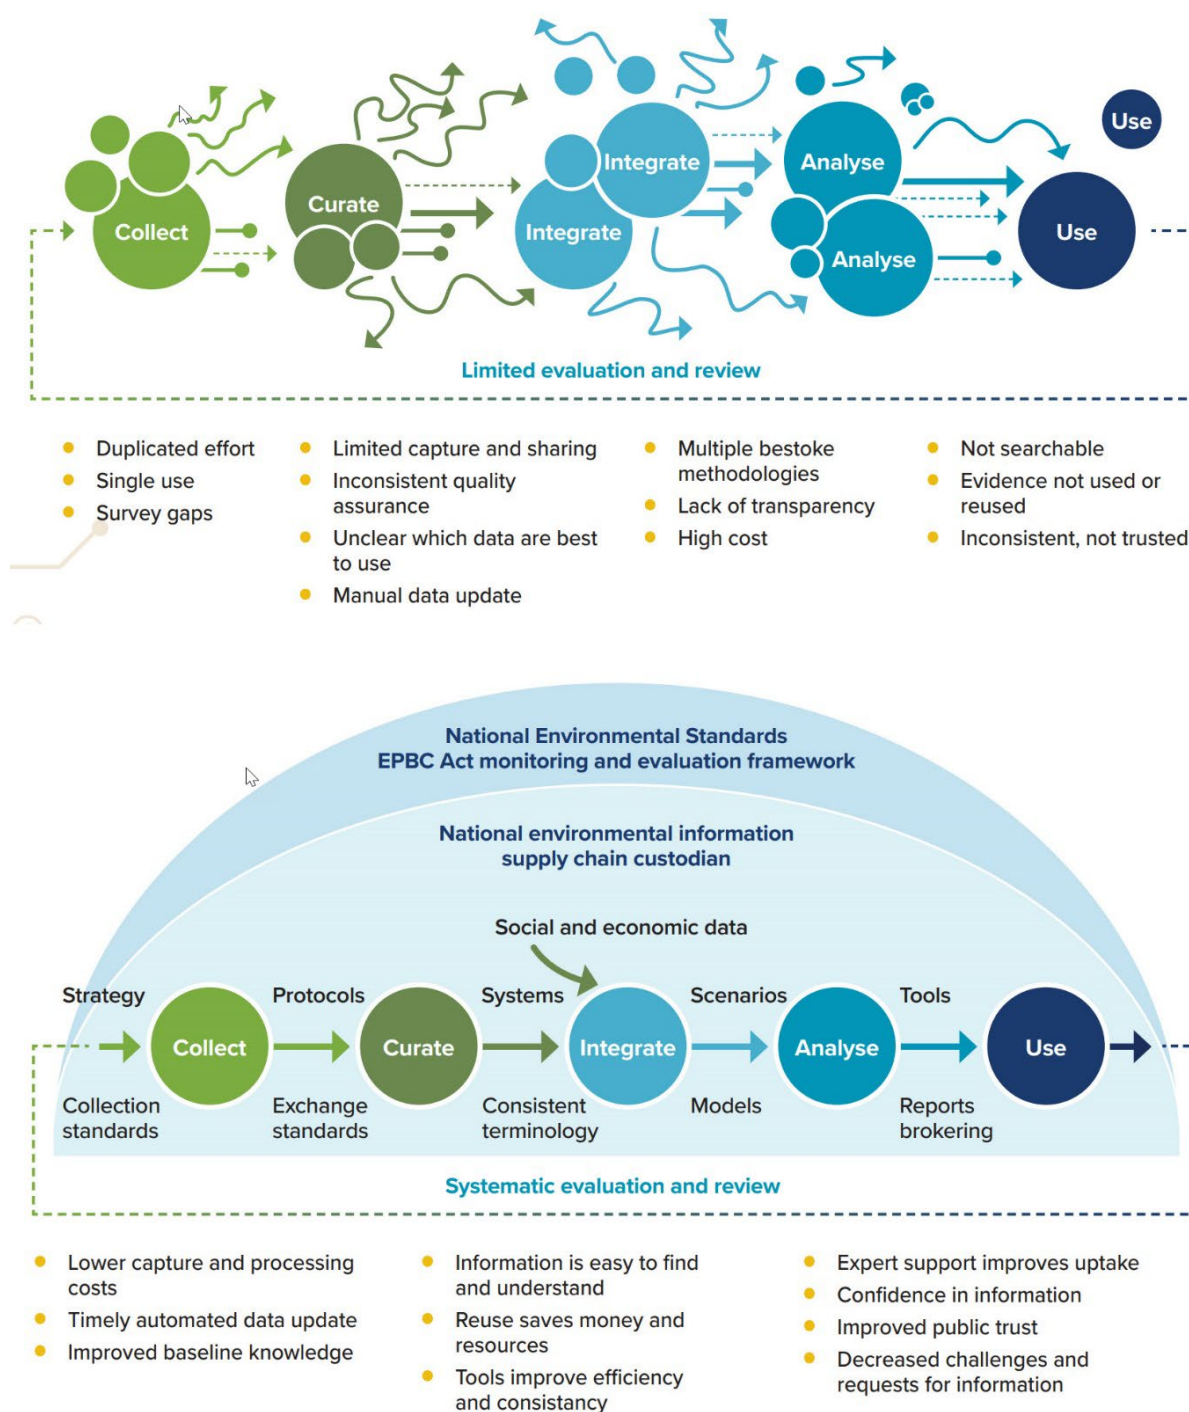 Use
Integrate
Analyse
Curate
Collect
Integrate
Analyse
Use
Limited evaluation and review
Duplicated effort
Single use
Survey gaps
Limited capture and sharing
Inconsistent quality
assurance
Unclear which data are best
to use
Manual data update
Multiple bestoke
methodologies
Lack of transparency
High cost
Not searchable
Evidence not used or
reused
Inconsistent, not trusted
National Environmental Standards
EPBC Act monitoring and evaluation framework
National environmental information
supply chain custodian
Social and economic data
Strategy
Protocols
Systems
Scenarios
Tools
Collect
Curate
Integrate
Analyse
Use
Collection
standards
Exchange
standards
Consistent
terminology
Models
Reports
brokering
Systematic evaluation and review
Lower capture and processing
costs
Timely automated data update
Improved baseline knowledge
Information is easy to find
and understand
Reuse saves money and
resources
Tools improve efficiency
and consistancy
Expert support improves uptake
Confidence in information
Improved public trust
Decreased challenges and
requests for information